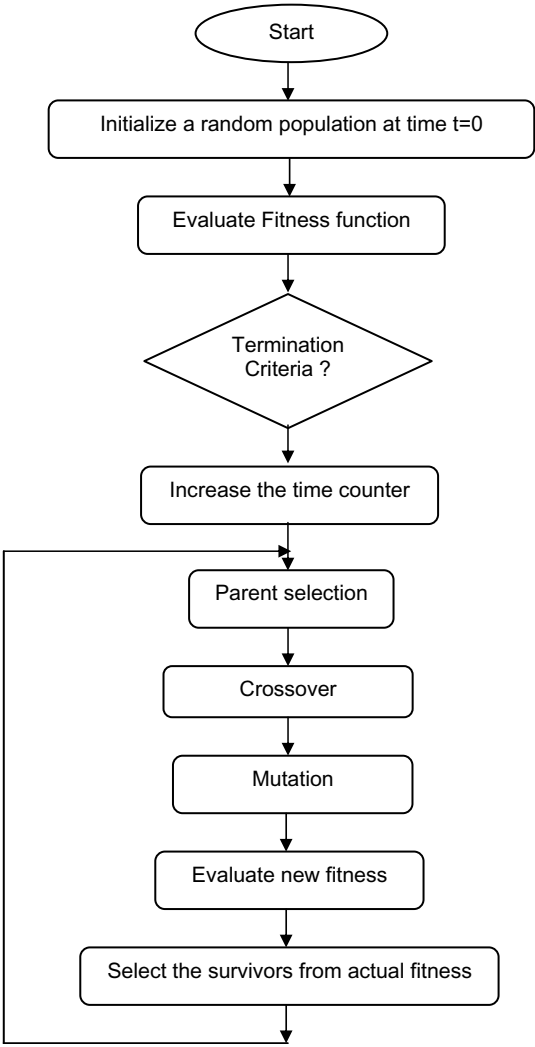 Start
Initialize a random population at time t=0
Evaluate Fitness function
Termination
Criteria ?
Increase the time counter
Parent selection
Crossover
Mutation
Evaluate new fitness
Select the survivors from actual fitness